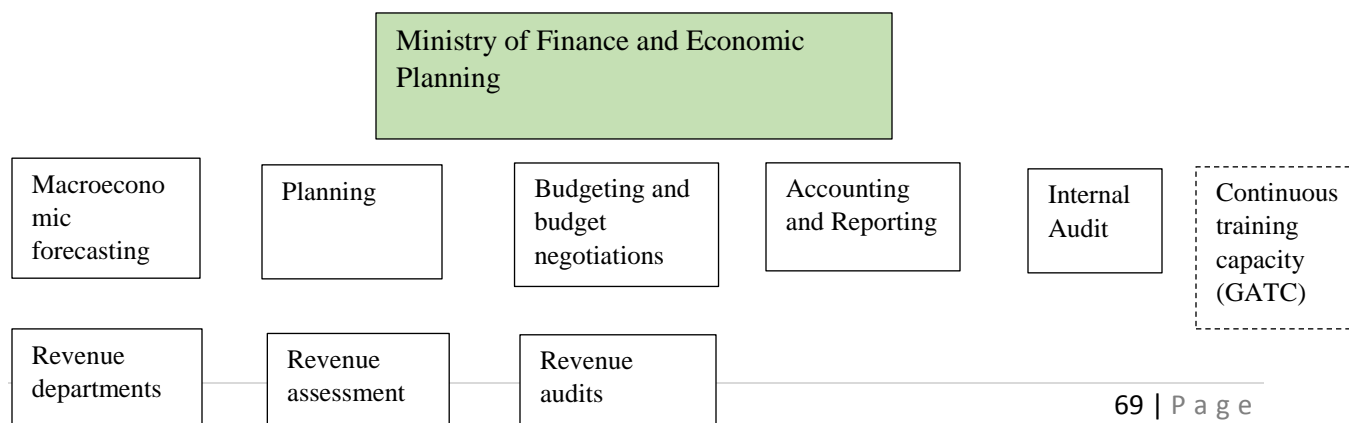 Ministry of Finance and Economic
Planning
Macroecono
mic
forecasting
Planning
Budgeting and
budget
negotiations
Accounting
and Reporting
Internal
Audit
Continuous
training
capacity
(GATC)
Revenue
departments
Revenue
assessment
Revenue
audits
69 | P a g e